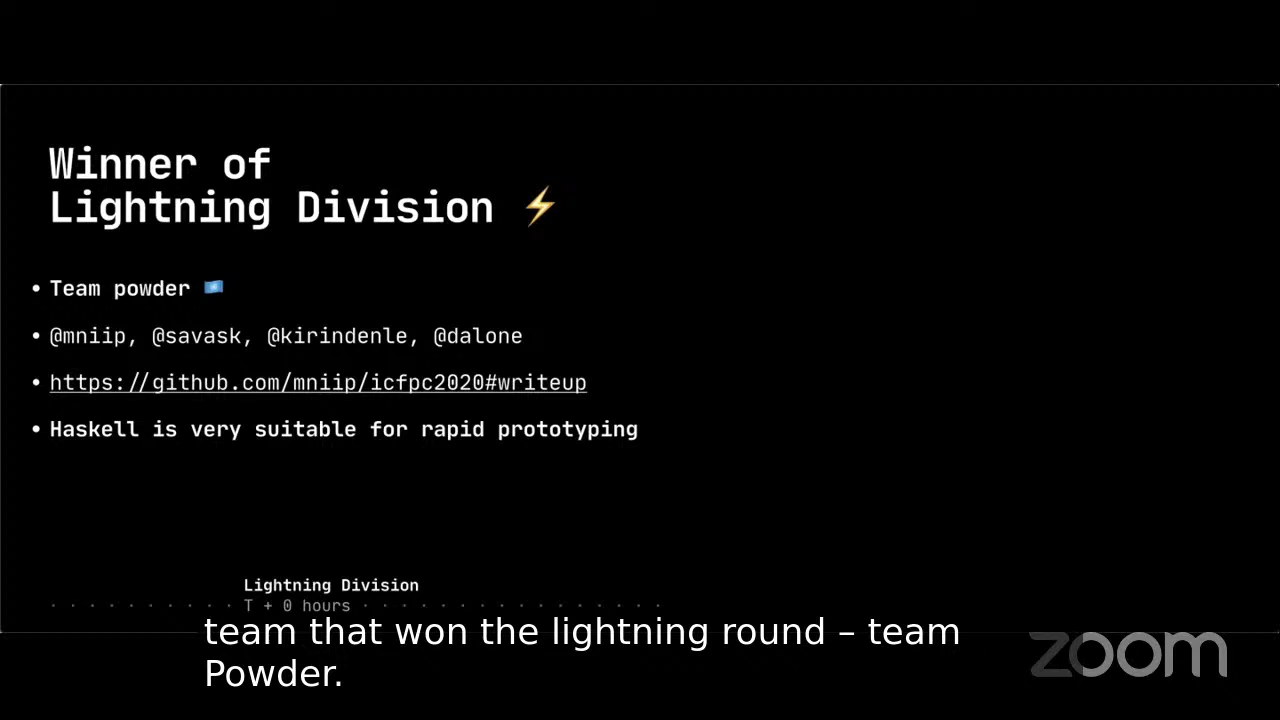 Winner of
Lightning Division ⚡
• Team powder 🇺🇳
• @mniip, @savask, @kirindenle, @dalone
• https://github.com/mniip/icfpc2020#writeup
• Haskell is very suitable for rapid prototyping
Lightning Division
T + 0 hours
team that won the lightning round – team
Powder.
zoom